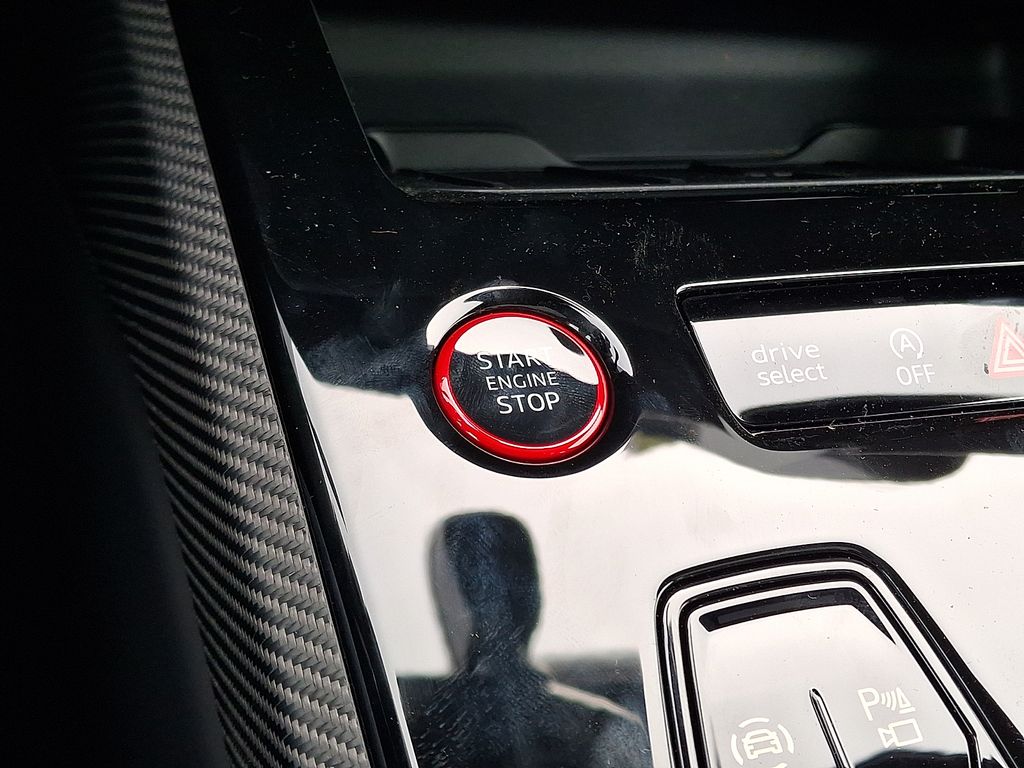 START
ENGINE
STOP
drive
select
A
OFF
P